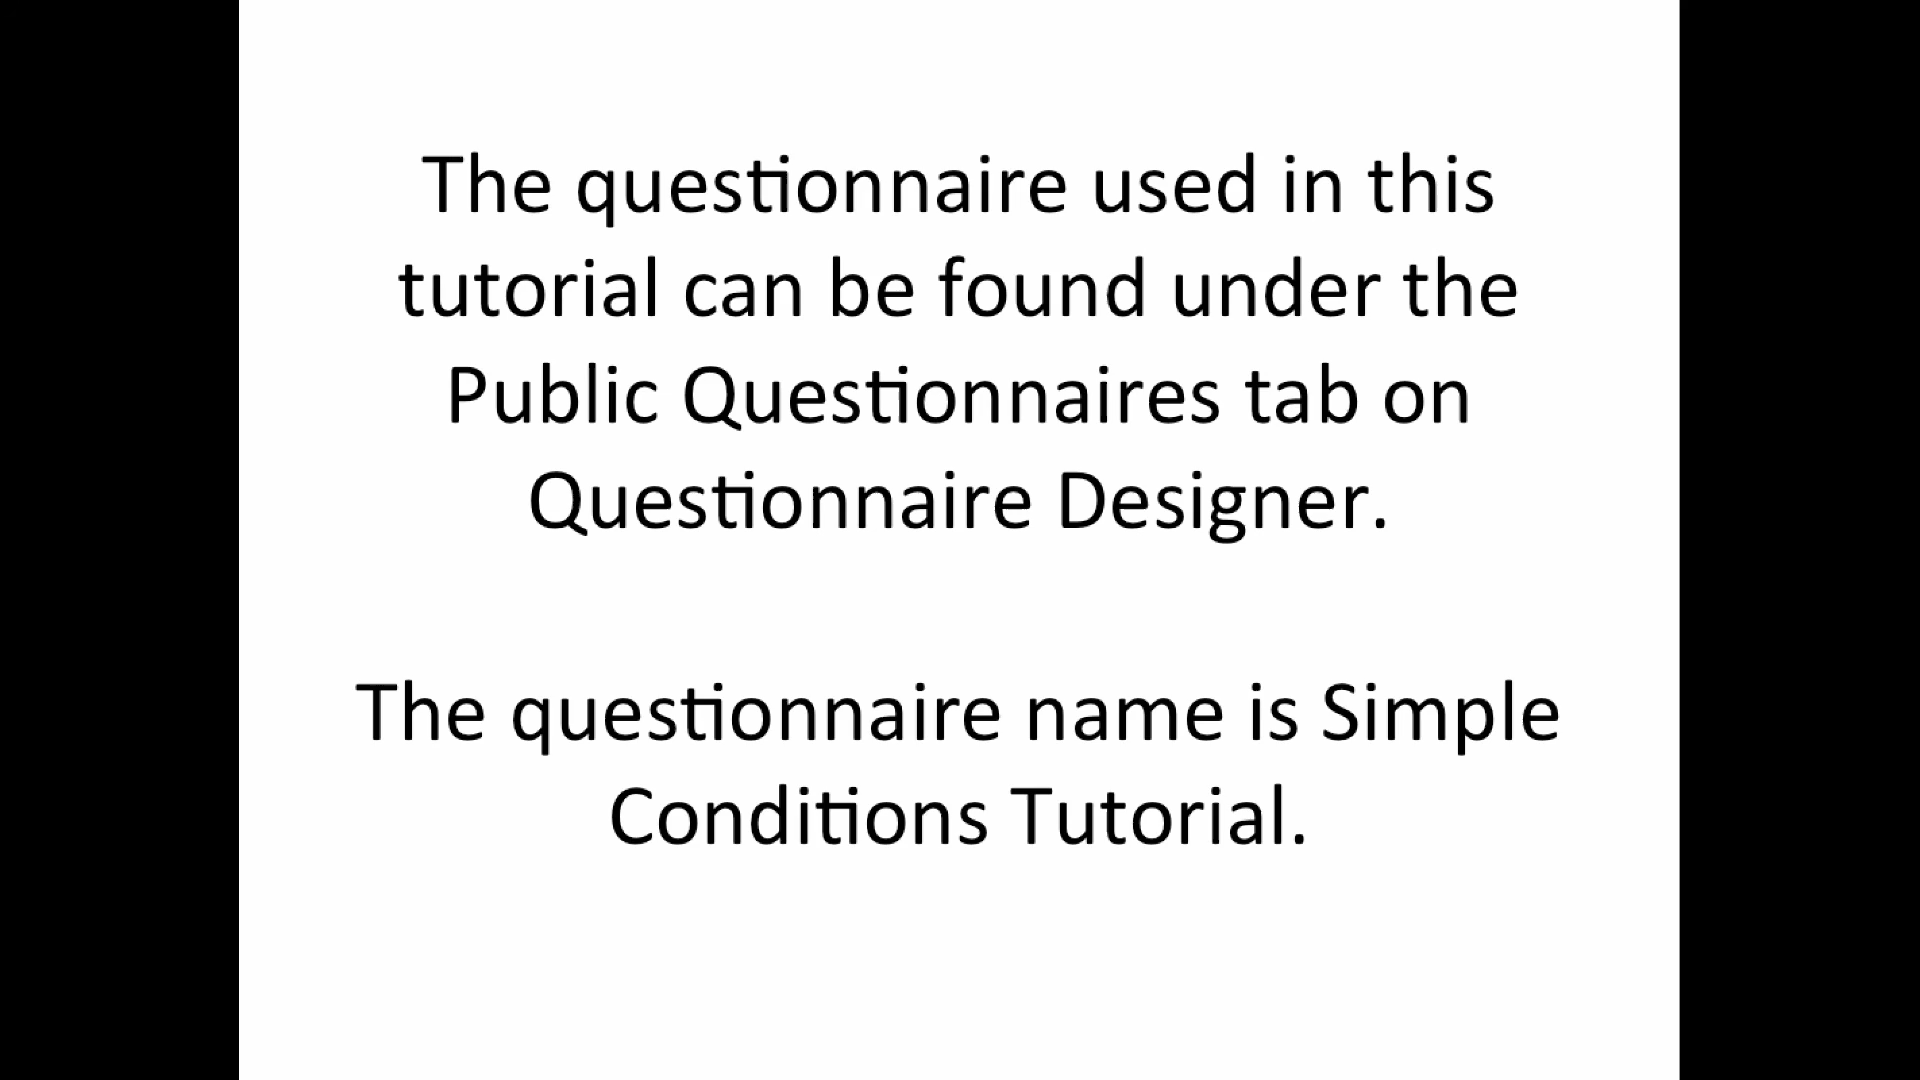 The questionnaire used in this
tutorial can be found under the
Public Questionnaires tab on
Questionnaire Designer.
The questionnaire name is Simple
Conditions Tutorial.